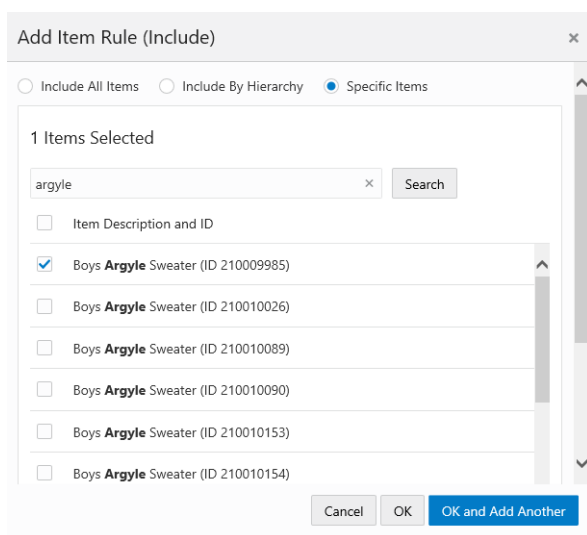 Add Item Rule (Include)
Include All Items Include By Hierarchy Specific Items
1 Items Selected
argyle × Search
Item Description and ID
Boys Argyle Sweater (ID 210009985)
Boys Argyle Sweater (ID 210010026)
Boys Argyle Sweater (ID 210010089)
Boys Argyle Sweater (ID 210010090)
Boys Argyle Sweater (ID 210010153)
Boys Argyle Sweater (ID 210010154)
Cancel OK OK and Add Another